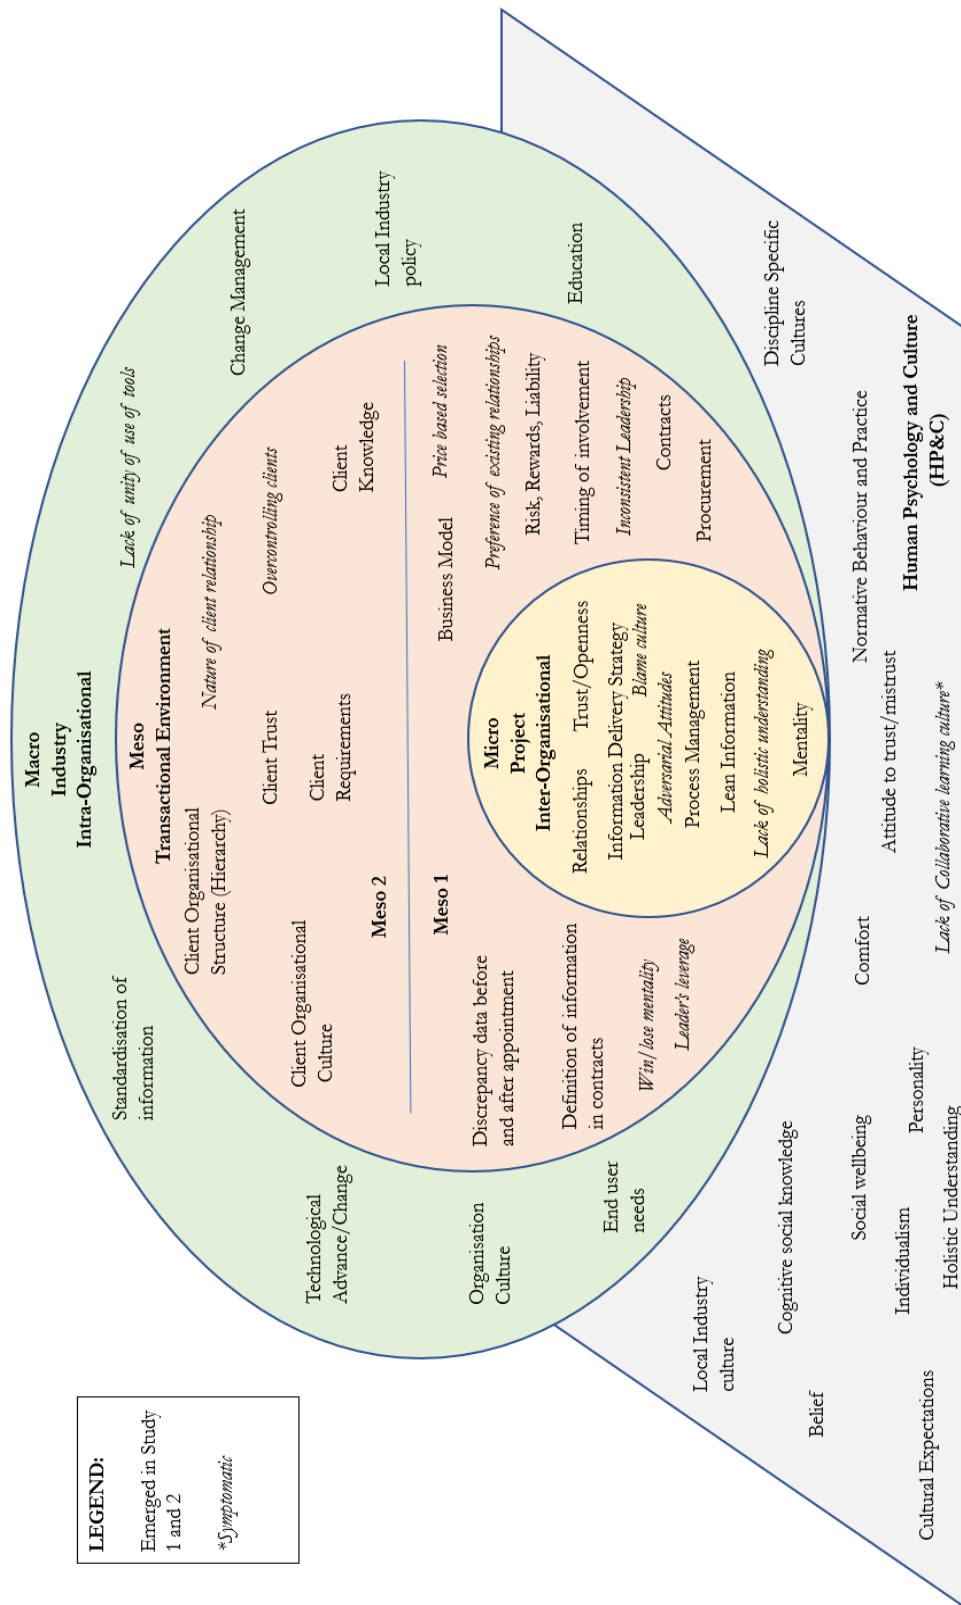 LEGEND:
Emerged in Study
1 and 2
*Symptomatic
Macro
Industry
Intra-Organisational
Standardisation of
information
Lack of unity of use of tools
Change Management
Technological
Advance/Change
Local Industry
policy
Organisation
Culture
Education
End user
needs
Meso
Transactional Environment
Client Organisational
Structure (Hierarchy)
Nature of client relationship
Client Trust
Overcontrolling clients
Client Organisational
Culture
Client
Requirements
Client
Knowledge
Meso 2
Meso 1
Business Model
Price based selection
Discrepancy data before
and after appointment
Preference of existing relationships
Risk, Rewards, Liability
Definition of information
in contracts
Timing of involvement
Inconsistent Leadership
Win/lose mentality
Contracts
Leader's leverage
Procurement
Micro
Project
Inter-Organisational
Relationships
Trust/Openness
Information Delivery Strategy
Leadership
Blame culture
Adversarial Attitudes
Process Management
Lean Information
Lack of holistic understanding
Mentality
Local Industry
culture
Discipline Specific
Cultures
Cognitive social knowledge
Belief
Social wellbeing
Comfort
Normative Behaviour and Practice
Individualism
Personality
Attitude to trust/mistrust
Human Psychology and Culture
(HP&C)
Cultural Expectations
Holistic Understanding
Lack of Collaborative learning culture*